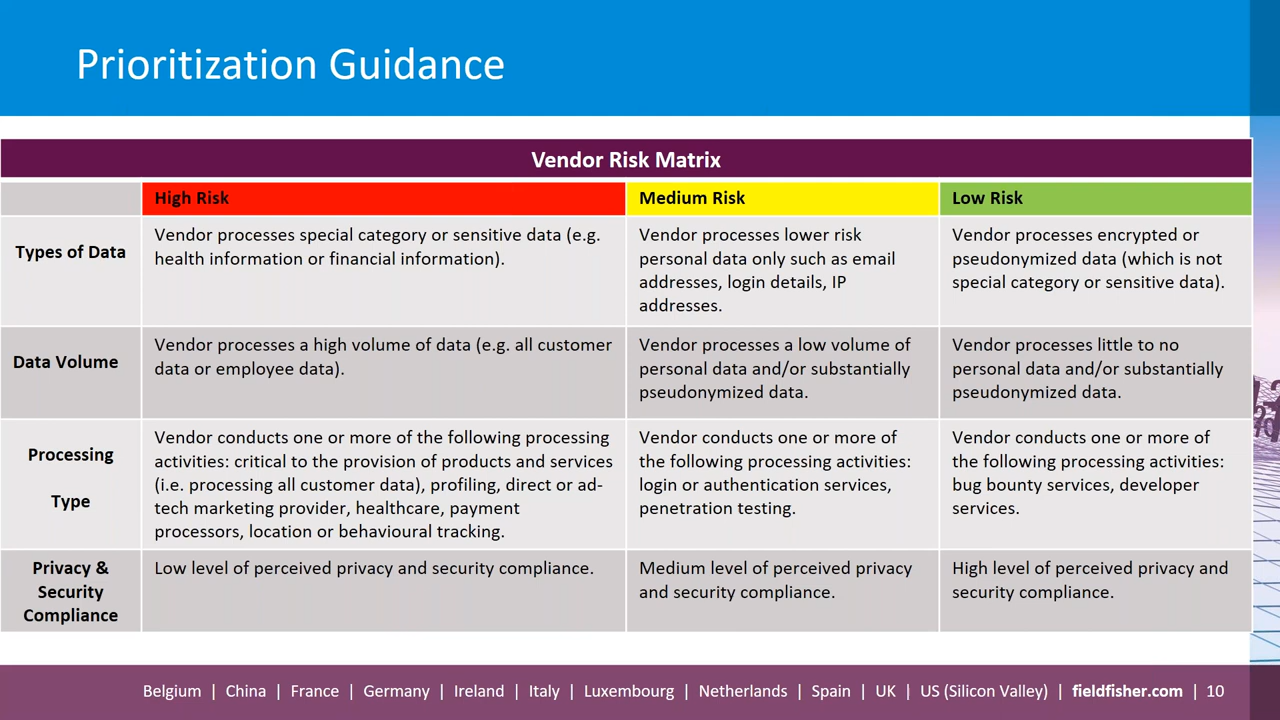 Prioritization Guidance
Vendor Risk Matrix
High Risk
Medium Risk
Low Risk
Types of Data
Vendor processes special category or sensitive data (e.g.
health information or financial information).
Vendor processes lower risk
personal data only such as email
addresses, login details, IP
addresses.
Vendor processes encrypted or
pseudonymized data (which is not
special category or sensitive data).
Data Volume
Vendor processes a high volume of data (e.g. all customer
data or employee data).
Vendor processes a low volume of
personal data and/or substantially
pseudonymized data.
Vendor processes little to no
personal data and/or substantially
pseudonymized data.
Processing
Type
Vendor conducts one or more of the following processing
activities: critical to the provision of products and services
(i.e. processing all customer data), profiling, direct or ad-
tech marketing provider, healthcare, payment
processors, location or behavioural tracking.
Vendor conducts one or more of
the following processing activities:
login or authentication services,
penetration testing.
Vendor conducts one or more of
the following processing activities:
bug bounty services, developer
services.
Privacy &
Security
Compliance
Low level of perceived privacy and security compliance.
Medium level of perceived privacy
and security compliance.
High level of perceived privacy and
security compliance.
Belgium | China | France | Germany | Ireland | Italy | Luxembourg | Netherlands | Spain | UK | US (Silicon Valley) | fieldfisher.com | 10